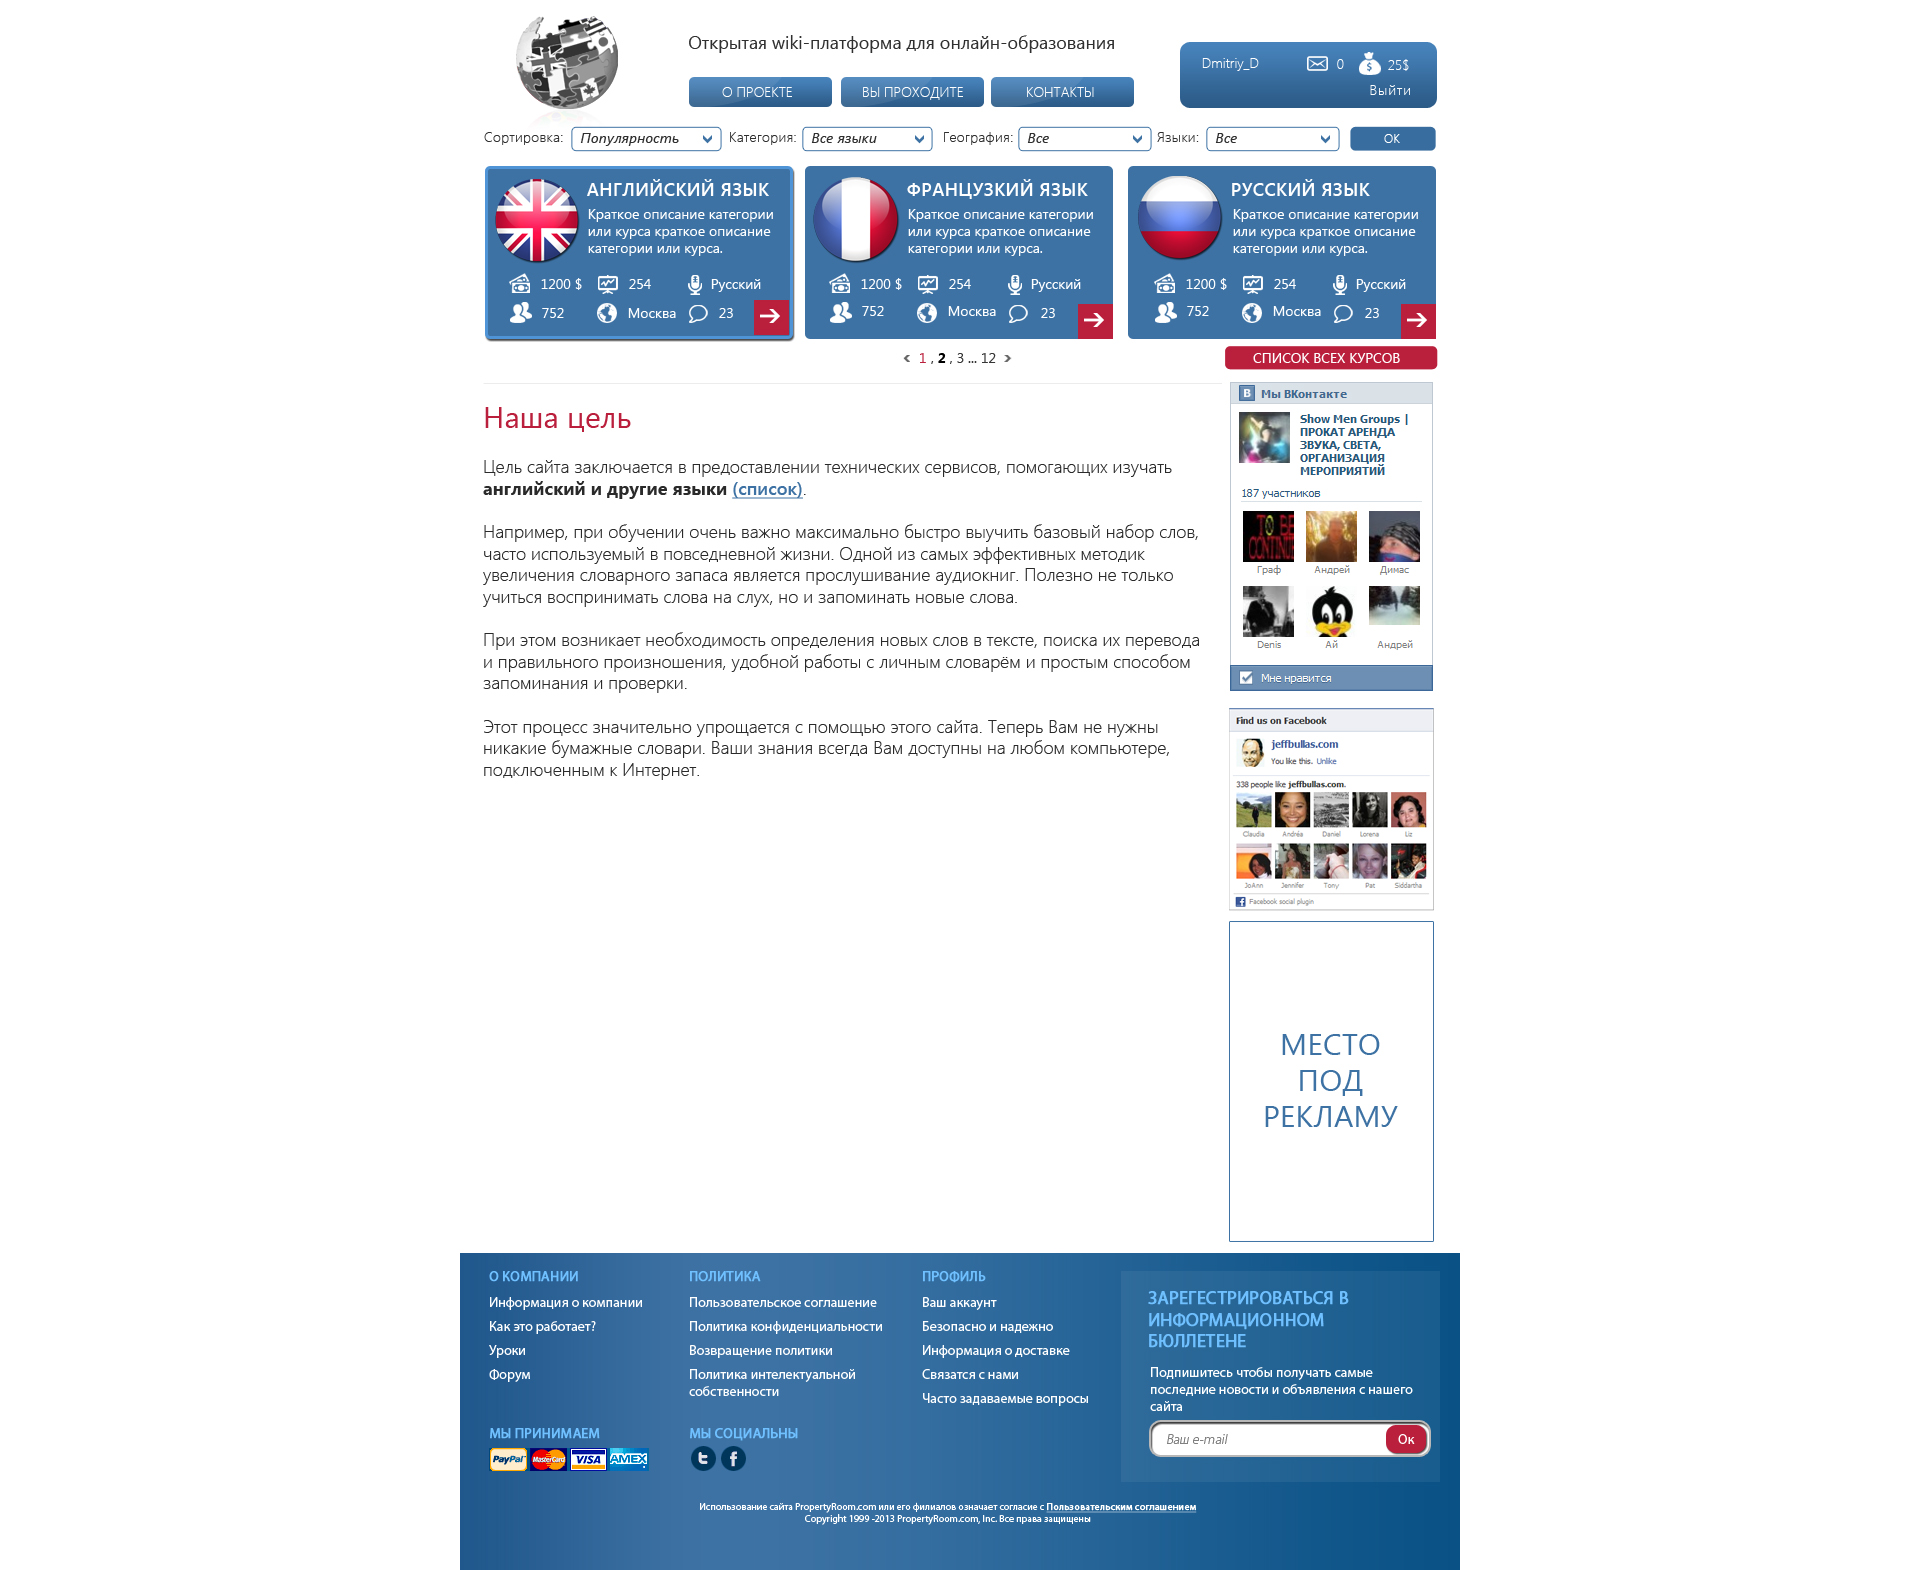 Открытая wiki-платформа для онлайн-образования
О ПРОЕКТЕ
ВЫ ПРОХОДИТЕ
КОНТАКТЫ
Dmitriy_D
0
25$
Выйти
Сортировка:
Популярность
Категория:
Все языки
География:
Все
Языки:
Все
ОК
АНГЛИЙСКИЙ ЯЗЫК
Краткое описание категории
или курса краткое описание
категории или курса.
1200 $
254
Русский
752
Москва
23
ФРАНЦУЗКИЙ ЯЗЫК
Краткое описание категории
или курса краткое описание
категории или курса.
1200 $
254
Русский
752
Москва
23
РУССКИЙ ЯЗЫК
Краткое описание категории
или курса краткое описание
категории или курса.
1200 $
254
Русский
752
Москва
23
1 , 2 , 3 ... 12
СПИСОК ВСЕХ КУРСОВ
Наша цель
Цель сайта заключается в предоставлении технических сервисов, помогающих изучать
английский и другие языки (список).
Например, при обучении очень важно максимально быстро выучить базовый набор слов,
часто используемый в повседневной жизни. Одной из самых эффективных методик
увеличения словарного запаса является прослушивание аудиокниг. Полезно не только
учиться воспринимать слова на слух, но и запоминать новые слова.
При этом возникает необходимость определения новых слов в тексте, поиска их перевода
и правильного произношения, удобной работы с личным словарём и простым способом
запоминания и проверки.
Этот процесс значительно упрощается с помощью этого сайта. Теперь Вам не нужны
никакие бумажные словари. Ваши знания всегда Вам доступны на любом компьютере,
подключенным к Интернет.
В Мы ВКонтакте
Show Men Groups |
ПРОКАТ АРЕНДА
ЗВУКА, СВЕТА,
ОРГАНИЗАЦИЯ
МЕРОПРИЯТИЙ
187 участников
TO BE
CONTINU
Граф
Андрей
Димас
Denis
Ай
Андрей
Мне нравится
Find us on Facebook
jeffbullas.com
You like this. Unlike
338 people like jeffbullas.com.
Claudia
Andréa
Daniel
Lorena
Liz
JoAnn
Jennifer
Tony
Pat
Siddartha
Facebook social plugin
МЕСТО
ПОД
РЕКЛАМУ
О КОМПАНИИ
Информация о компании
Как это работает?
Уроки
Форум
ПОЛИТИКА
Пользовательское соглашение
Политика конфиденциальности
Возвращение политики
Политика интелектуальной
собственности
ПРОФИЛЬ
Ваш аккаунт
Безопасно и надежно
Информация о доставке
Связатся с нами
Часто задаваемые вопросы
ЗАРЕГЕСТРИРОВАТЬСЯ В
ИНФОРМАЦИОННОМ
БЮЛЛЕТЕНЕ
Подпишитесь чтобы получать самые
последние новости и объявления с нашего
сайта
Ваш e-mail
Ок
МЫ ПРИНИМАЕМ
PayPal
MasterCard
VISA
AMEX
МЫ СОЦИАЛЬНЫ
Использование сайта PropertyRoom.com или его филиалов означает согласие с Пользовательским соглашением
Copyright 1999 -2013 PropertyRoom.com, Inc. Все права защищены